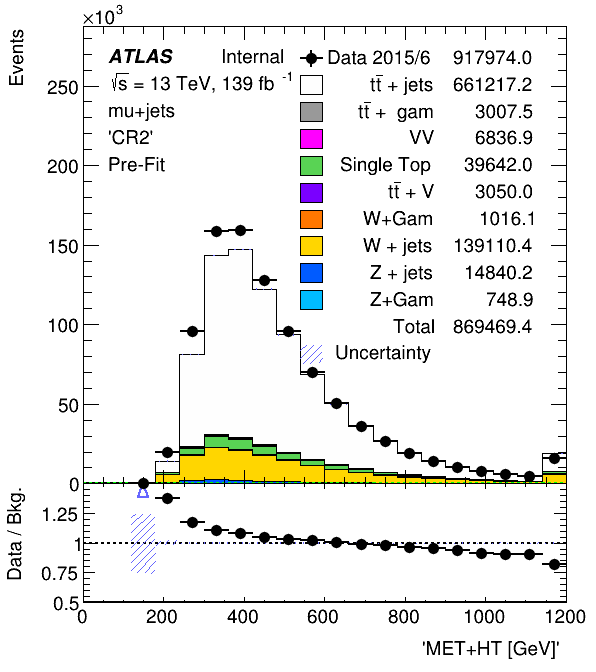 ×10³
Events
ATLAS Internal
√s = 13 TeV, 139 fb⁻¹
mu+jets
'CR2'
Pre-Fit
Data 2015/6 917974.0
tt̄ + jets 661217.2
tt̄ + gam 3007.5
VV 6836.9
Single Top 39642.0
tt̄ + V 3050.0
W+Gam 1016.1
W + jets 139110.4
Z + jets 14840.2
Z+Gam 748.9
Total 869469.4
Uncertainty
250
200
150
100
50
0
Data / Bkg.
1.25
1
0.75
0.5
0 200 400 600 800 1000 1200
'MET+HT [GeV]'